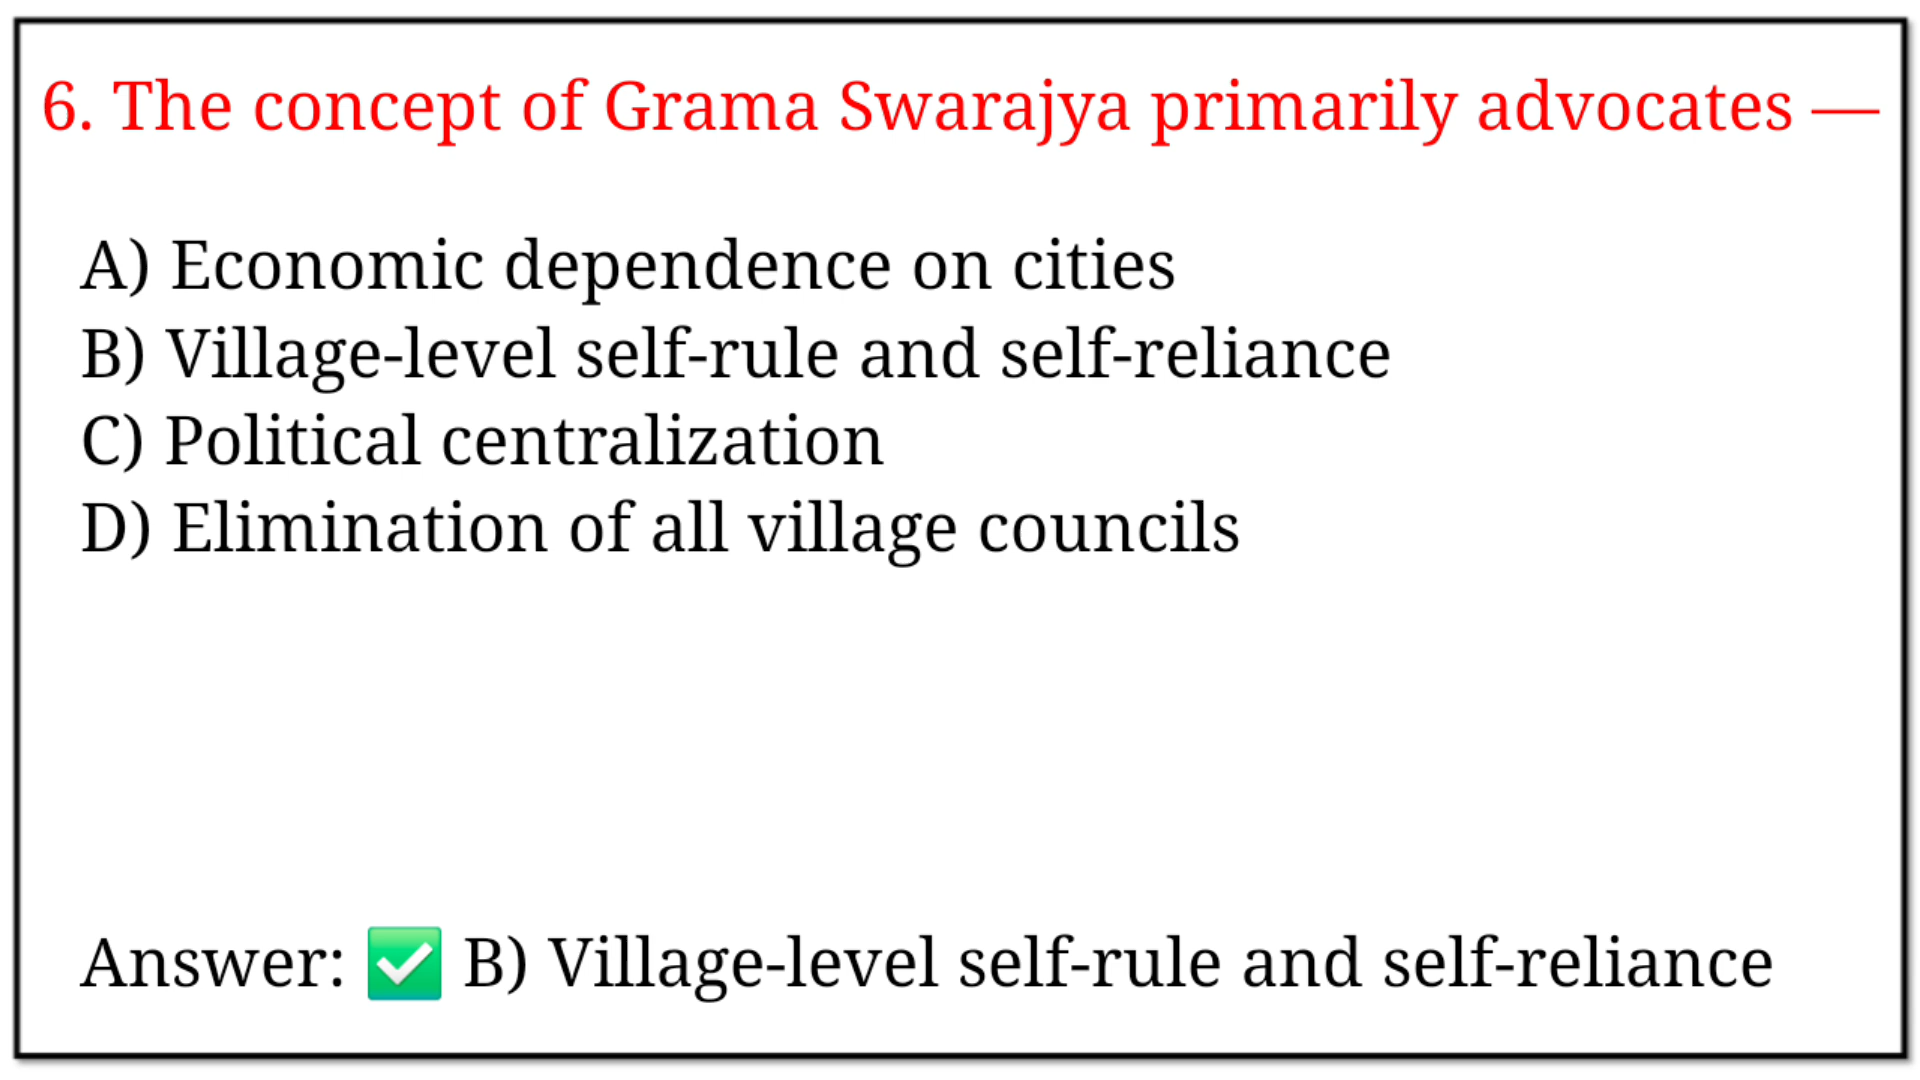 6. The concept of Grama Swarajya primarily advocates —
A) Economic dependence on cities
B) Village-level self-rule and self-reliance
C) Political centralization
D) Elimination of all village councils
Answer: ✅ B) Village-level self-rule and self-reliance